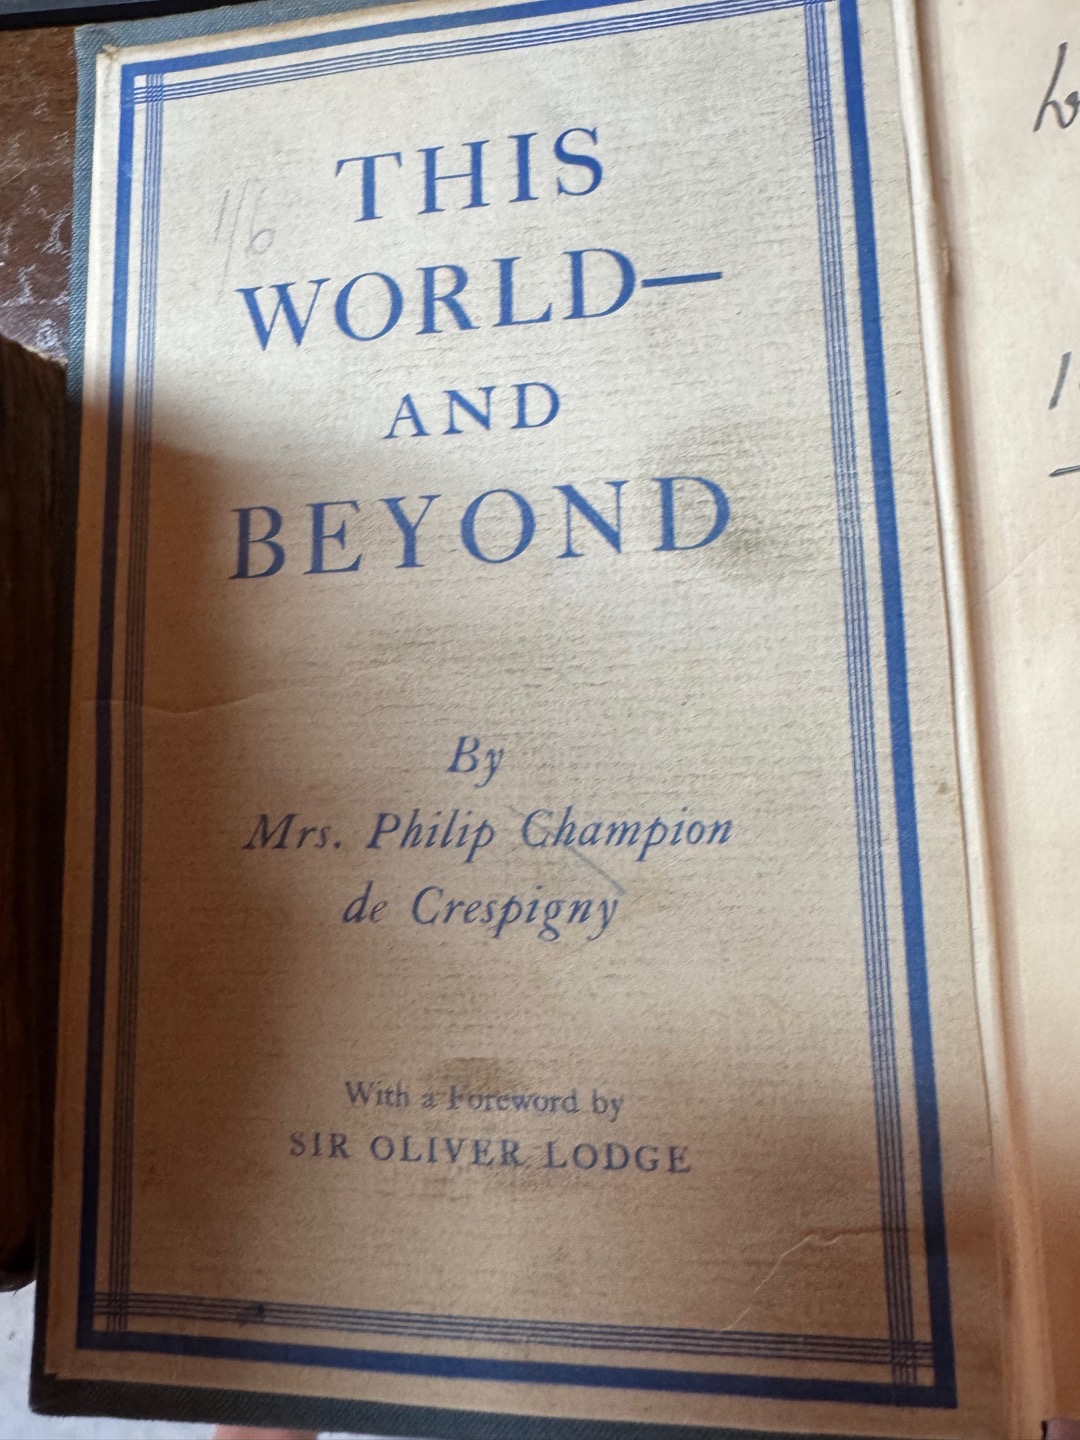 THIS
1/6
WORLD—
AND
BEYOND
By
Mrs. Philip Champion
de Crespigny
With a Foreword by
SIR OLIVER LODGE